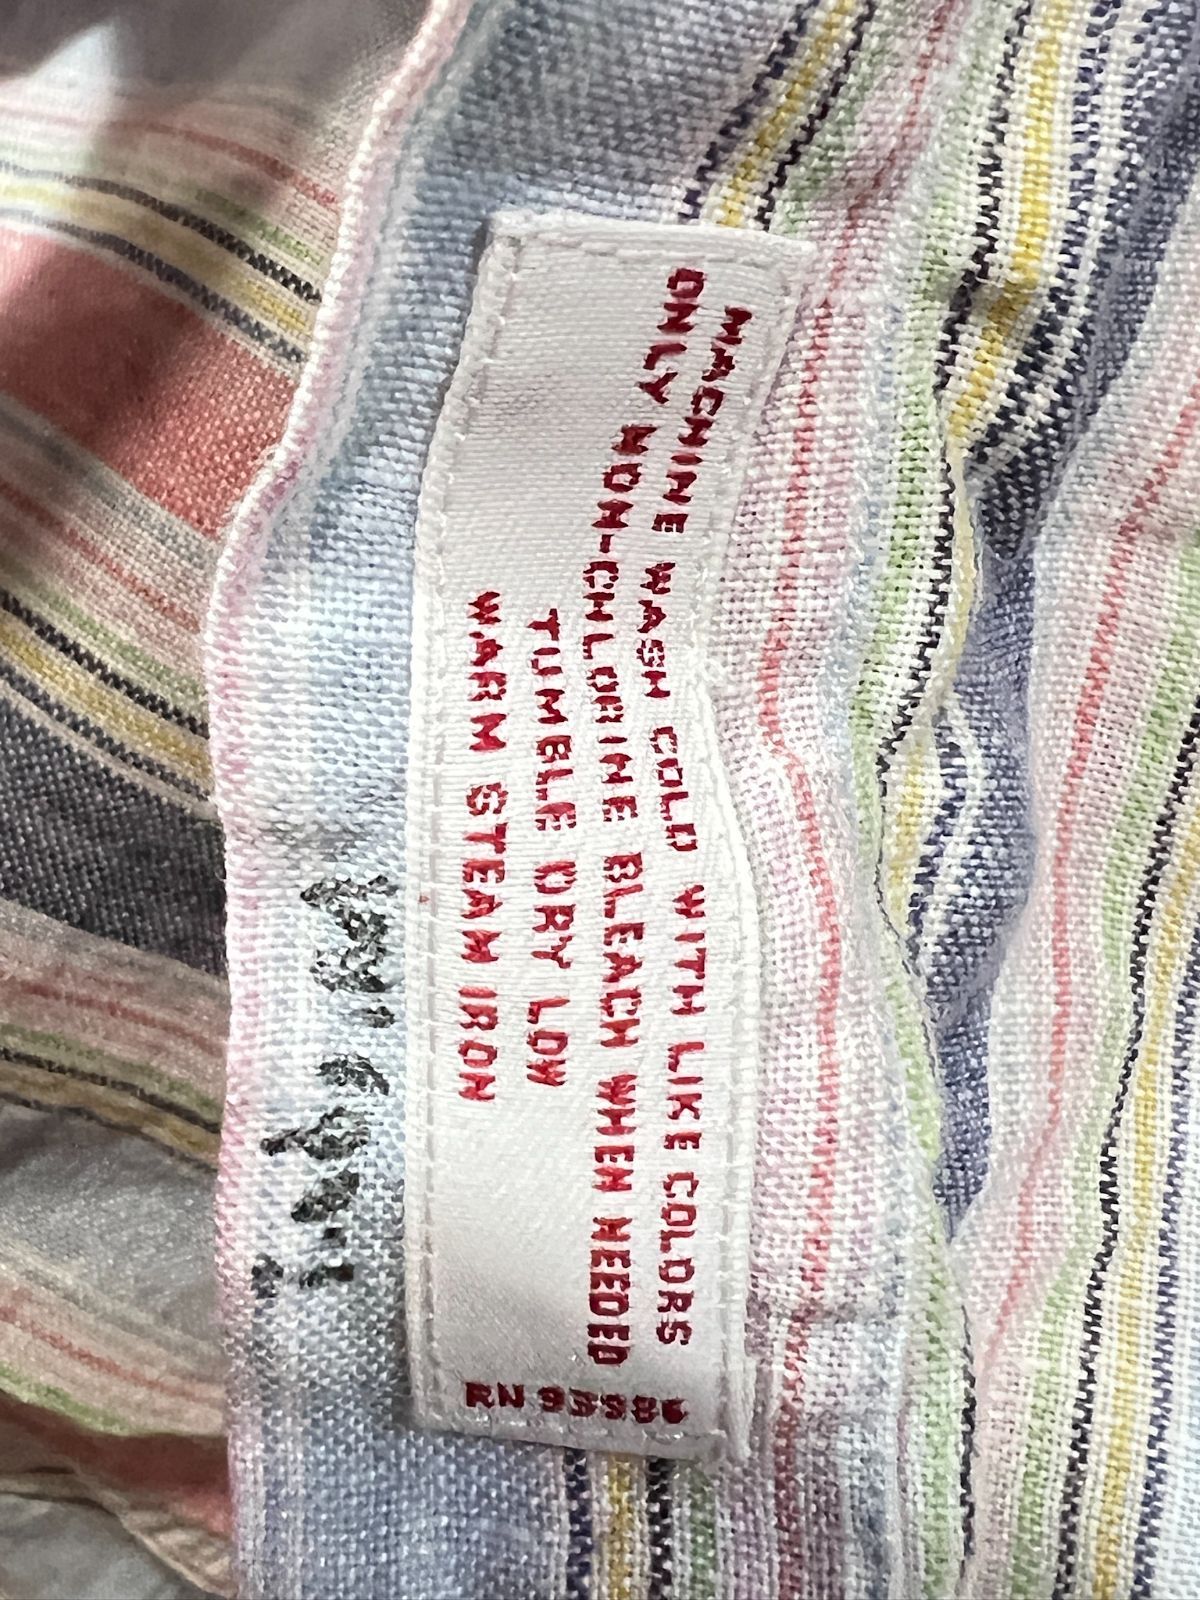 MACHINE WASH COLD WITH LIKE COLORS
ONLY NON-CHLORINE BLEACH WHEN NEEDED
TUMBLE DRY LOW
WARM STEAM IRON
RN